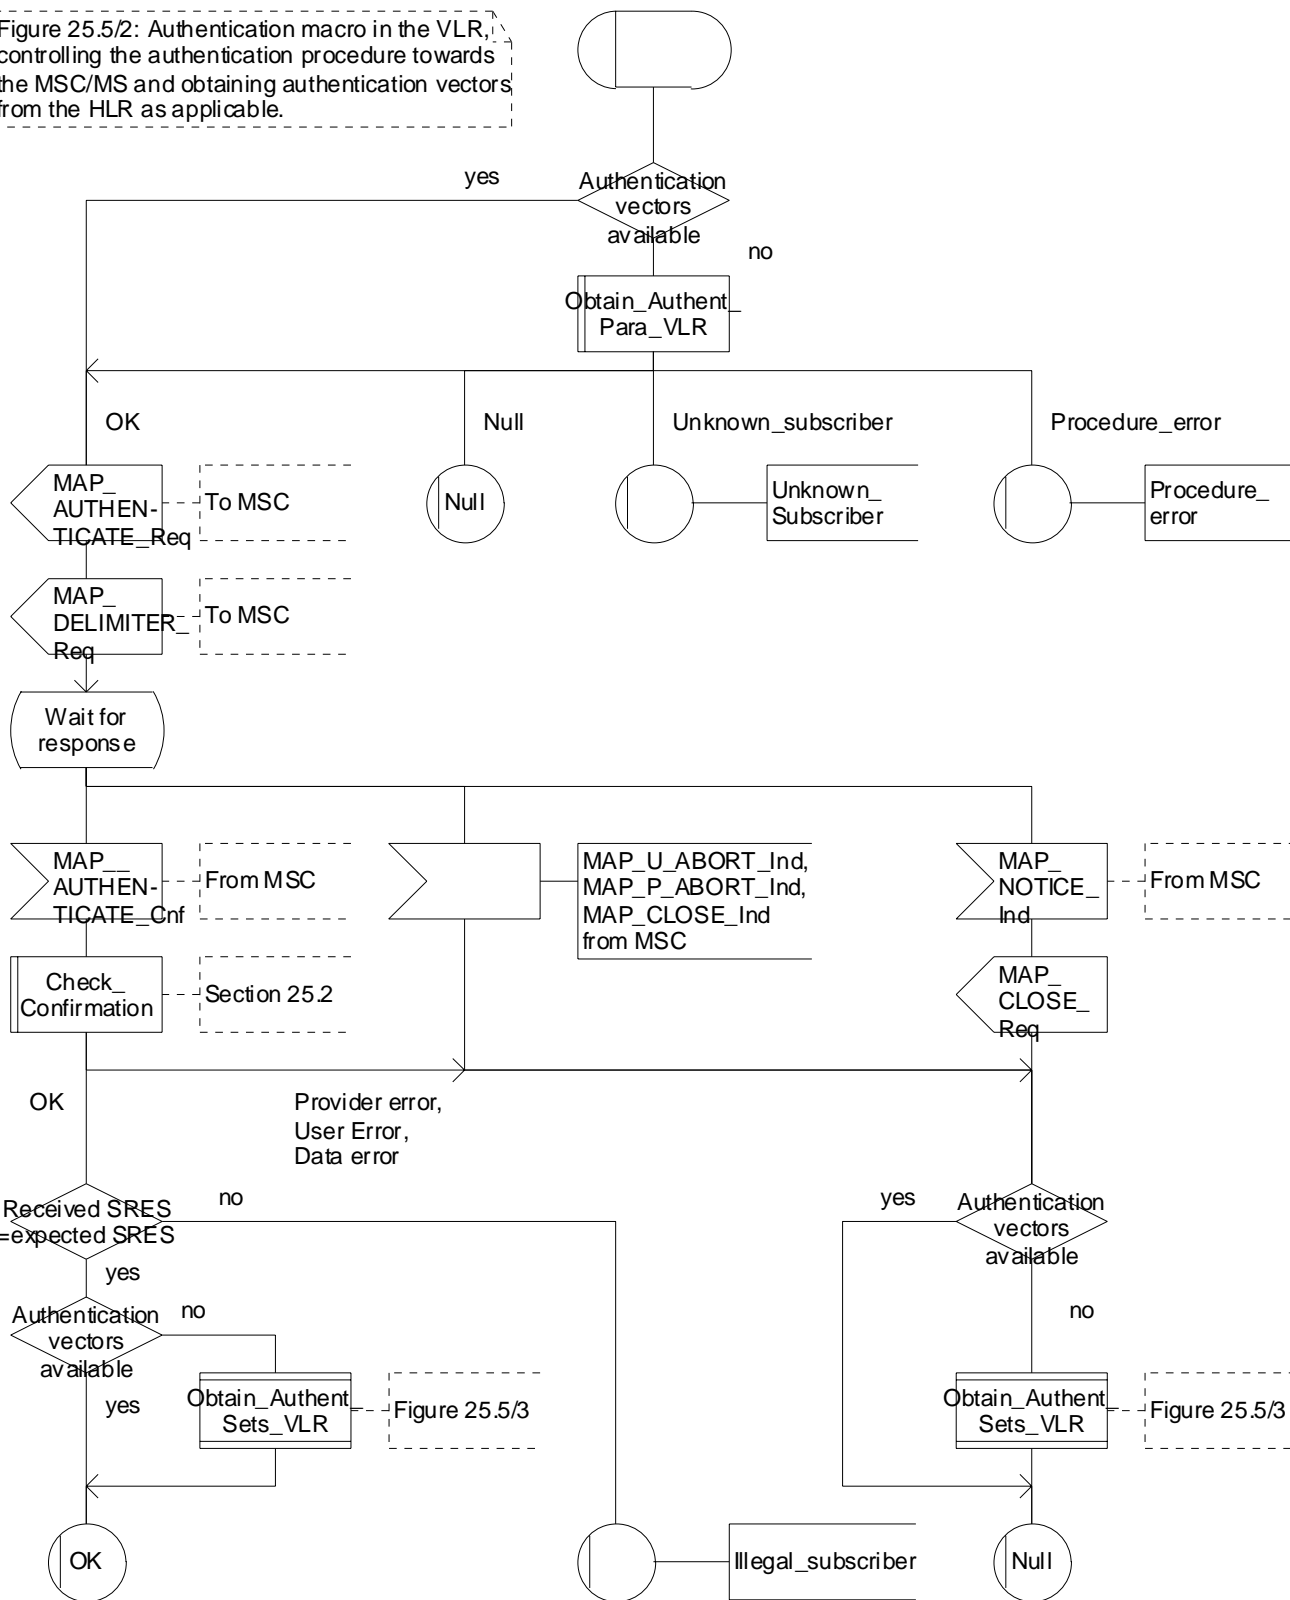 Figure 25.5/2: Authentication macro in the VLR,
controlling the authentication procedure towards
the MSC/MS and obtaining authentication vectors
from the HLR as applicable.
yes
Authentication
vectors
available
no
Obtain_Authent_
Para_VLR
OK
Null
Unknown_subscriber
Procedure_error
MAP_
AUTHEN-
TICATE_Req
To MSC
Null
Unknown_
Subscriber
Procedure_
error
MAP_
DELIMITER_
Req
To MSC
Wait for
response
MAP__
AUTHEN-
TICATE_Cnf
From MSC
MAP_U_ABORT_Ind,
MAP_P_ABORT_Ind,
MAP_CLOSE_Ind
from MSC
MAP_
NOTICE_
Ind
From MSC
Check_
Confirmation
Section 25.2
MAP_
CLOSE_
Req
OK
Provider error,
User Error,
Data error
Received SRES
=expected SRES
no
yes
yes
Authentication
vectors
available
no
Authentication
vectors
available
no
yes
Obtain_Authent_
Sets_VLR
Figure 25.5/3
Obtain_Authent_
Sets_VLR
Figure 25.5/3
OK
Illegal_subscriber
Null